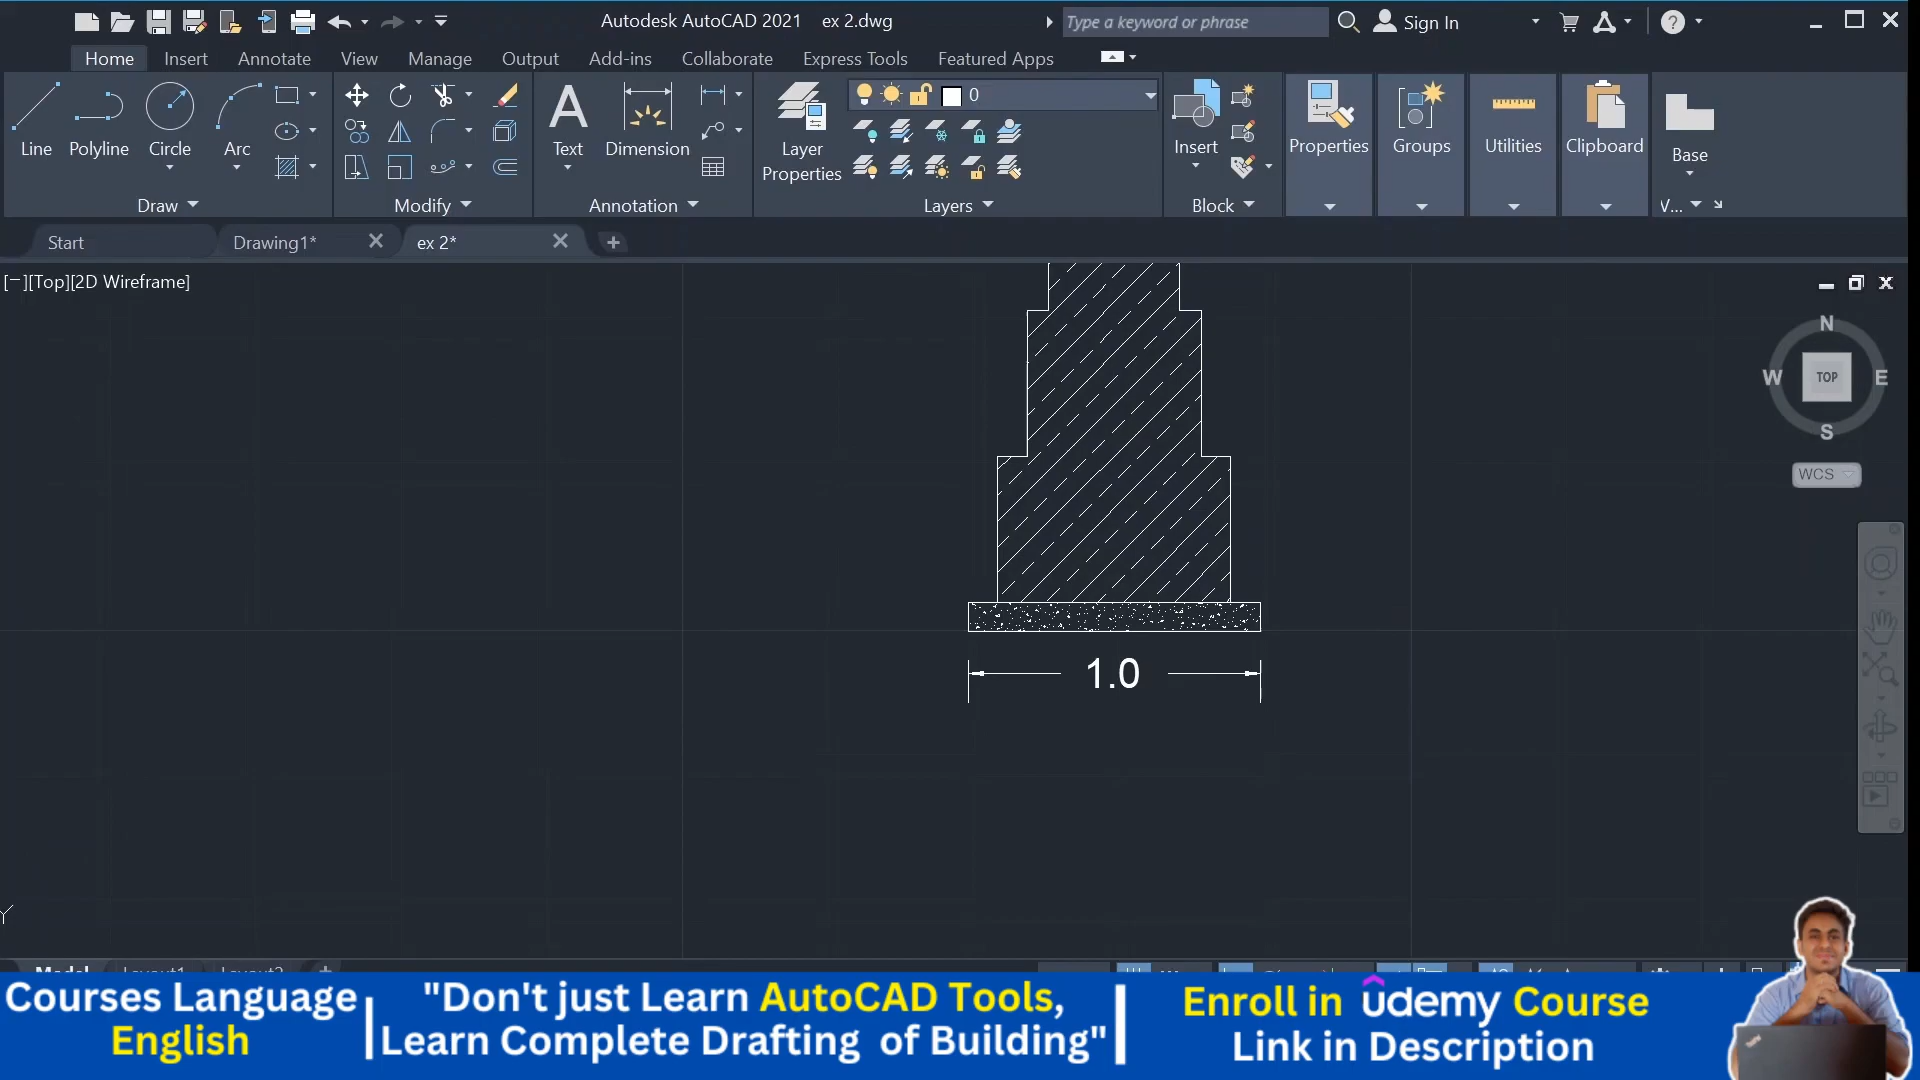 Autodesk AutoCAD 2021 ex 2.dwg
Type a keyword or phrase
Sign In
Home Insert Annotate View Manage Output Add-ins Collaborate Express Tools Featured Apps
Line Polyline Circle Arc
Text Dimension
Layer Properties
0
Insert
Properties Groups Utilities Clipboard
Base
Draw Modify Annotation Layers Block V...
Start Drawing1* ex 2*
[−][Top][2D Wireframe]
N
W TOP E
S
WCS
1.0
Y
Model Layout1 Layout2
Courses Language
English
"Don't just Learn AutoCAD Tools,
Learn Complete Drafting of Building"
Enroll in udemy Course
Link in Description